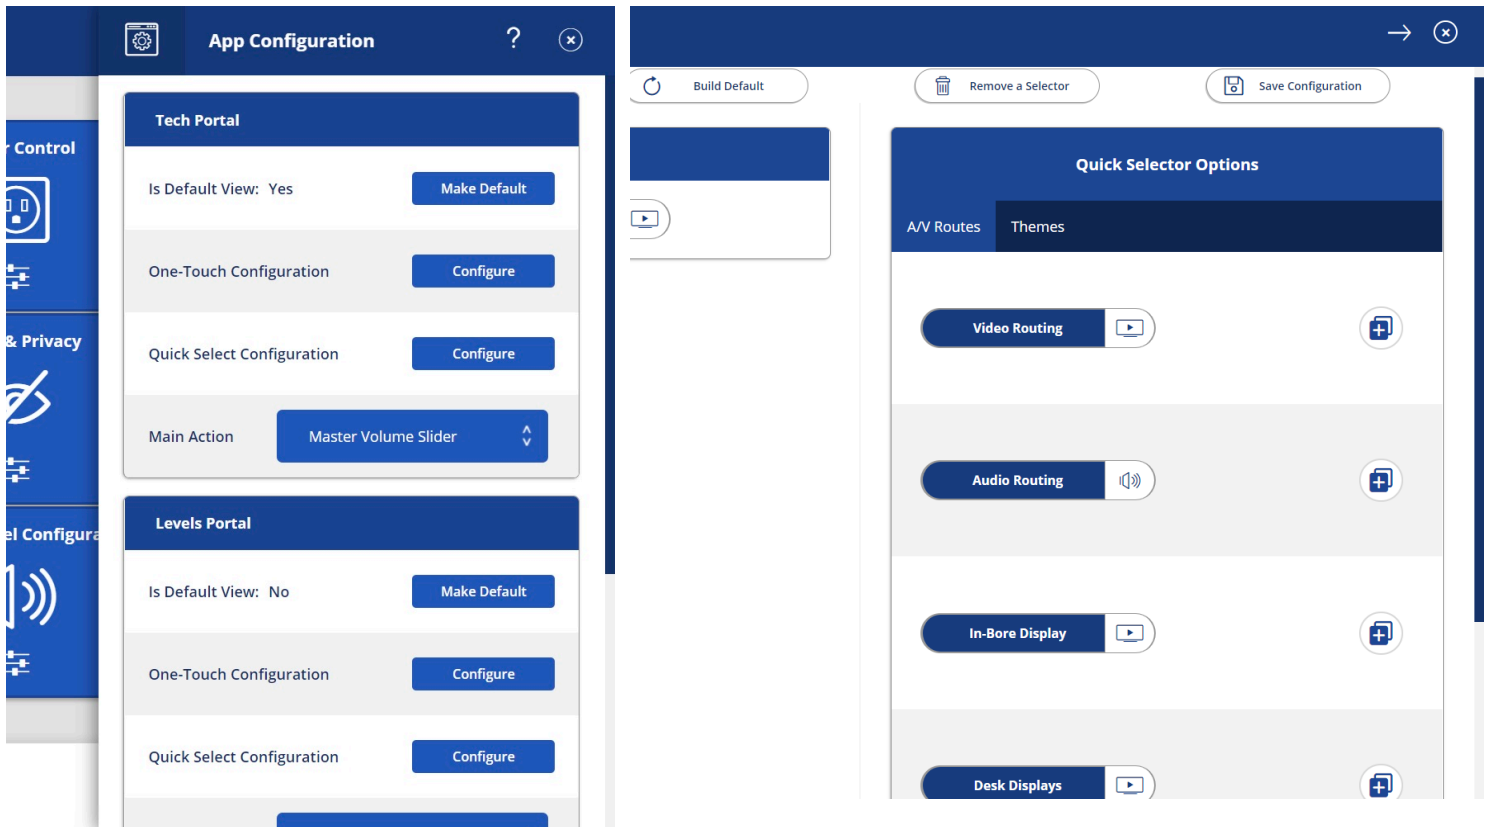 App Configuration ?
Tech Portal
Is Default View: Yes Make Default
One-Touch Configuration Configure
Quick Select Configuration Configure
Main Action Master Volume Slider
Levels Portal
Is Default View: No Make Default
One-Touch Configuration Configure
Quick Select Configuration Configure
Control
& Privacy
el Configura
Build Default
Remove a Selector
Save Configuration
Quick Selector Options
A/V Routes Themes
Video Routing
Audio Routing
In-Bore Display
Desk Displays